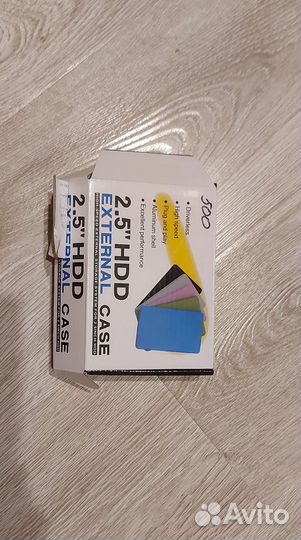 500
• Driverless
• High speed
• Plug and play
• Aluminum shell
• Excellent performance
2.5" HDD
EXTERNAL CASE
2.5" HDD
EXTERNAL CASE
Avito